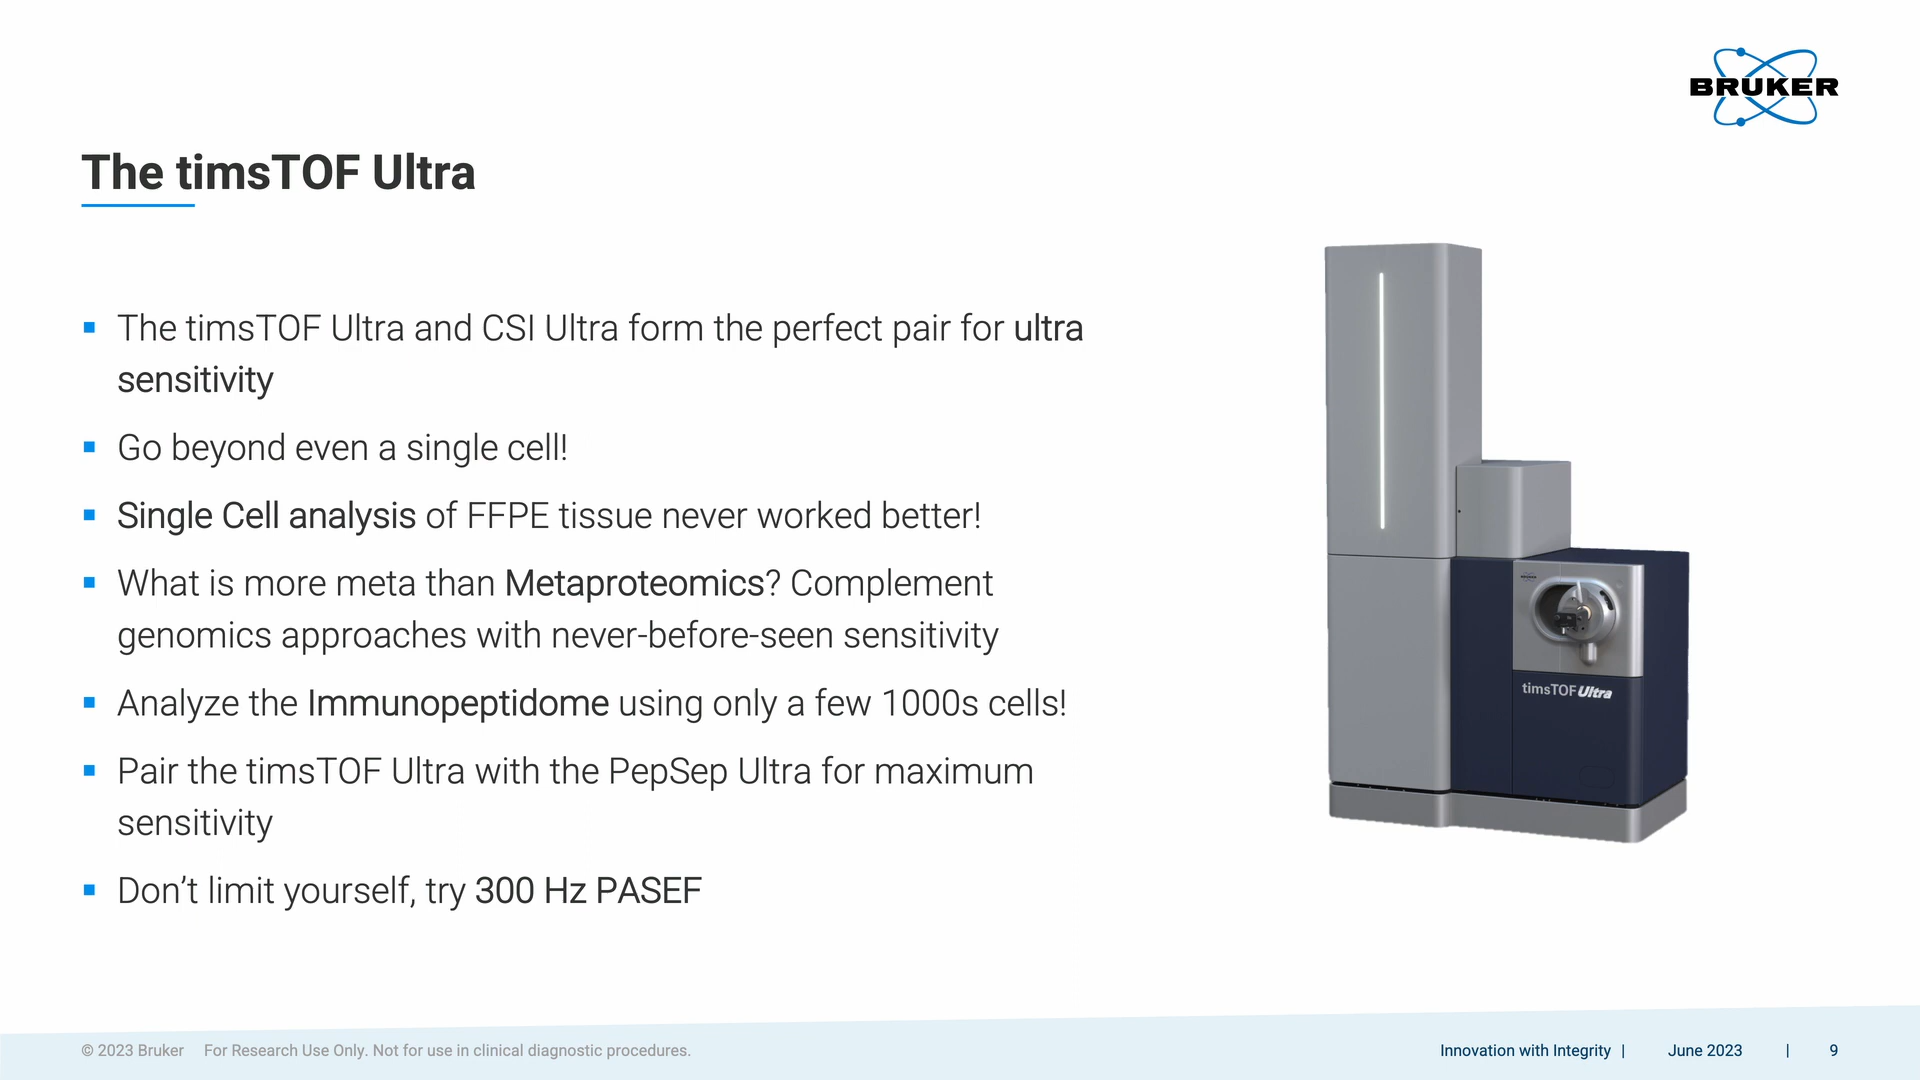 BRUKER
The timsTOF Ultra
The timsTOF Ultra and CSI Ultra form the perfect pair for ultra
sensitivity
Go beyond even a single cell!
Single Cell analysis of FFPE tissue never worked better!
What is more meta than Metaproteomics? Complement
genomics approaches with never-before-seen sensitivity
Analyze the Immunopeptidome using only a few 1000s cells!
Pair the timsTOF Ultra with the PepSep Ultra for maximum
sensitivity
Don’t limit yourself, try 300 Hz PASEF
BRUKER
timsTOF Ultra
© 2023 Bruker For Research Use Only. Not for use in clinical diagnostic procedures.
Innovation with Integrity | June 2023 | 9